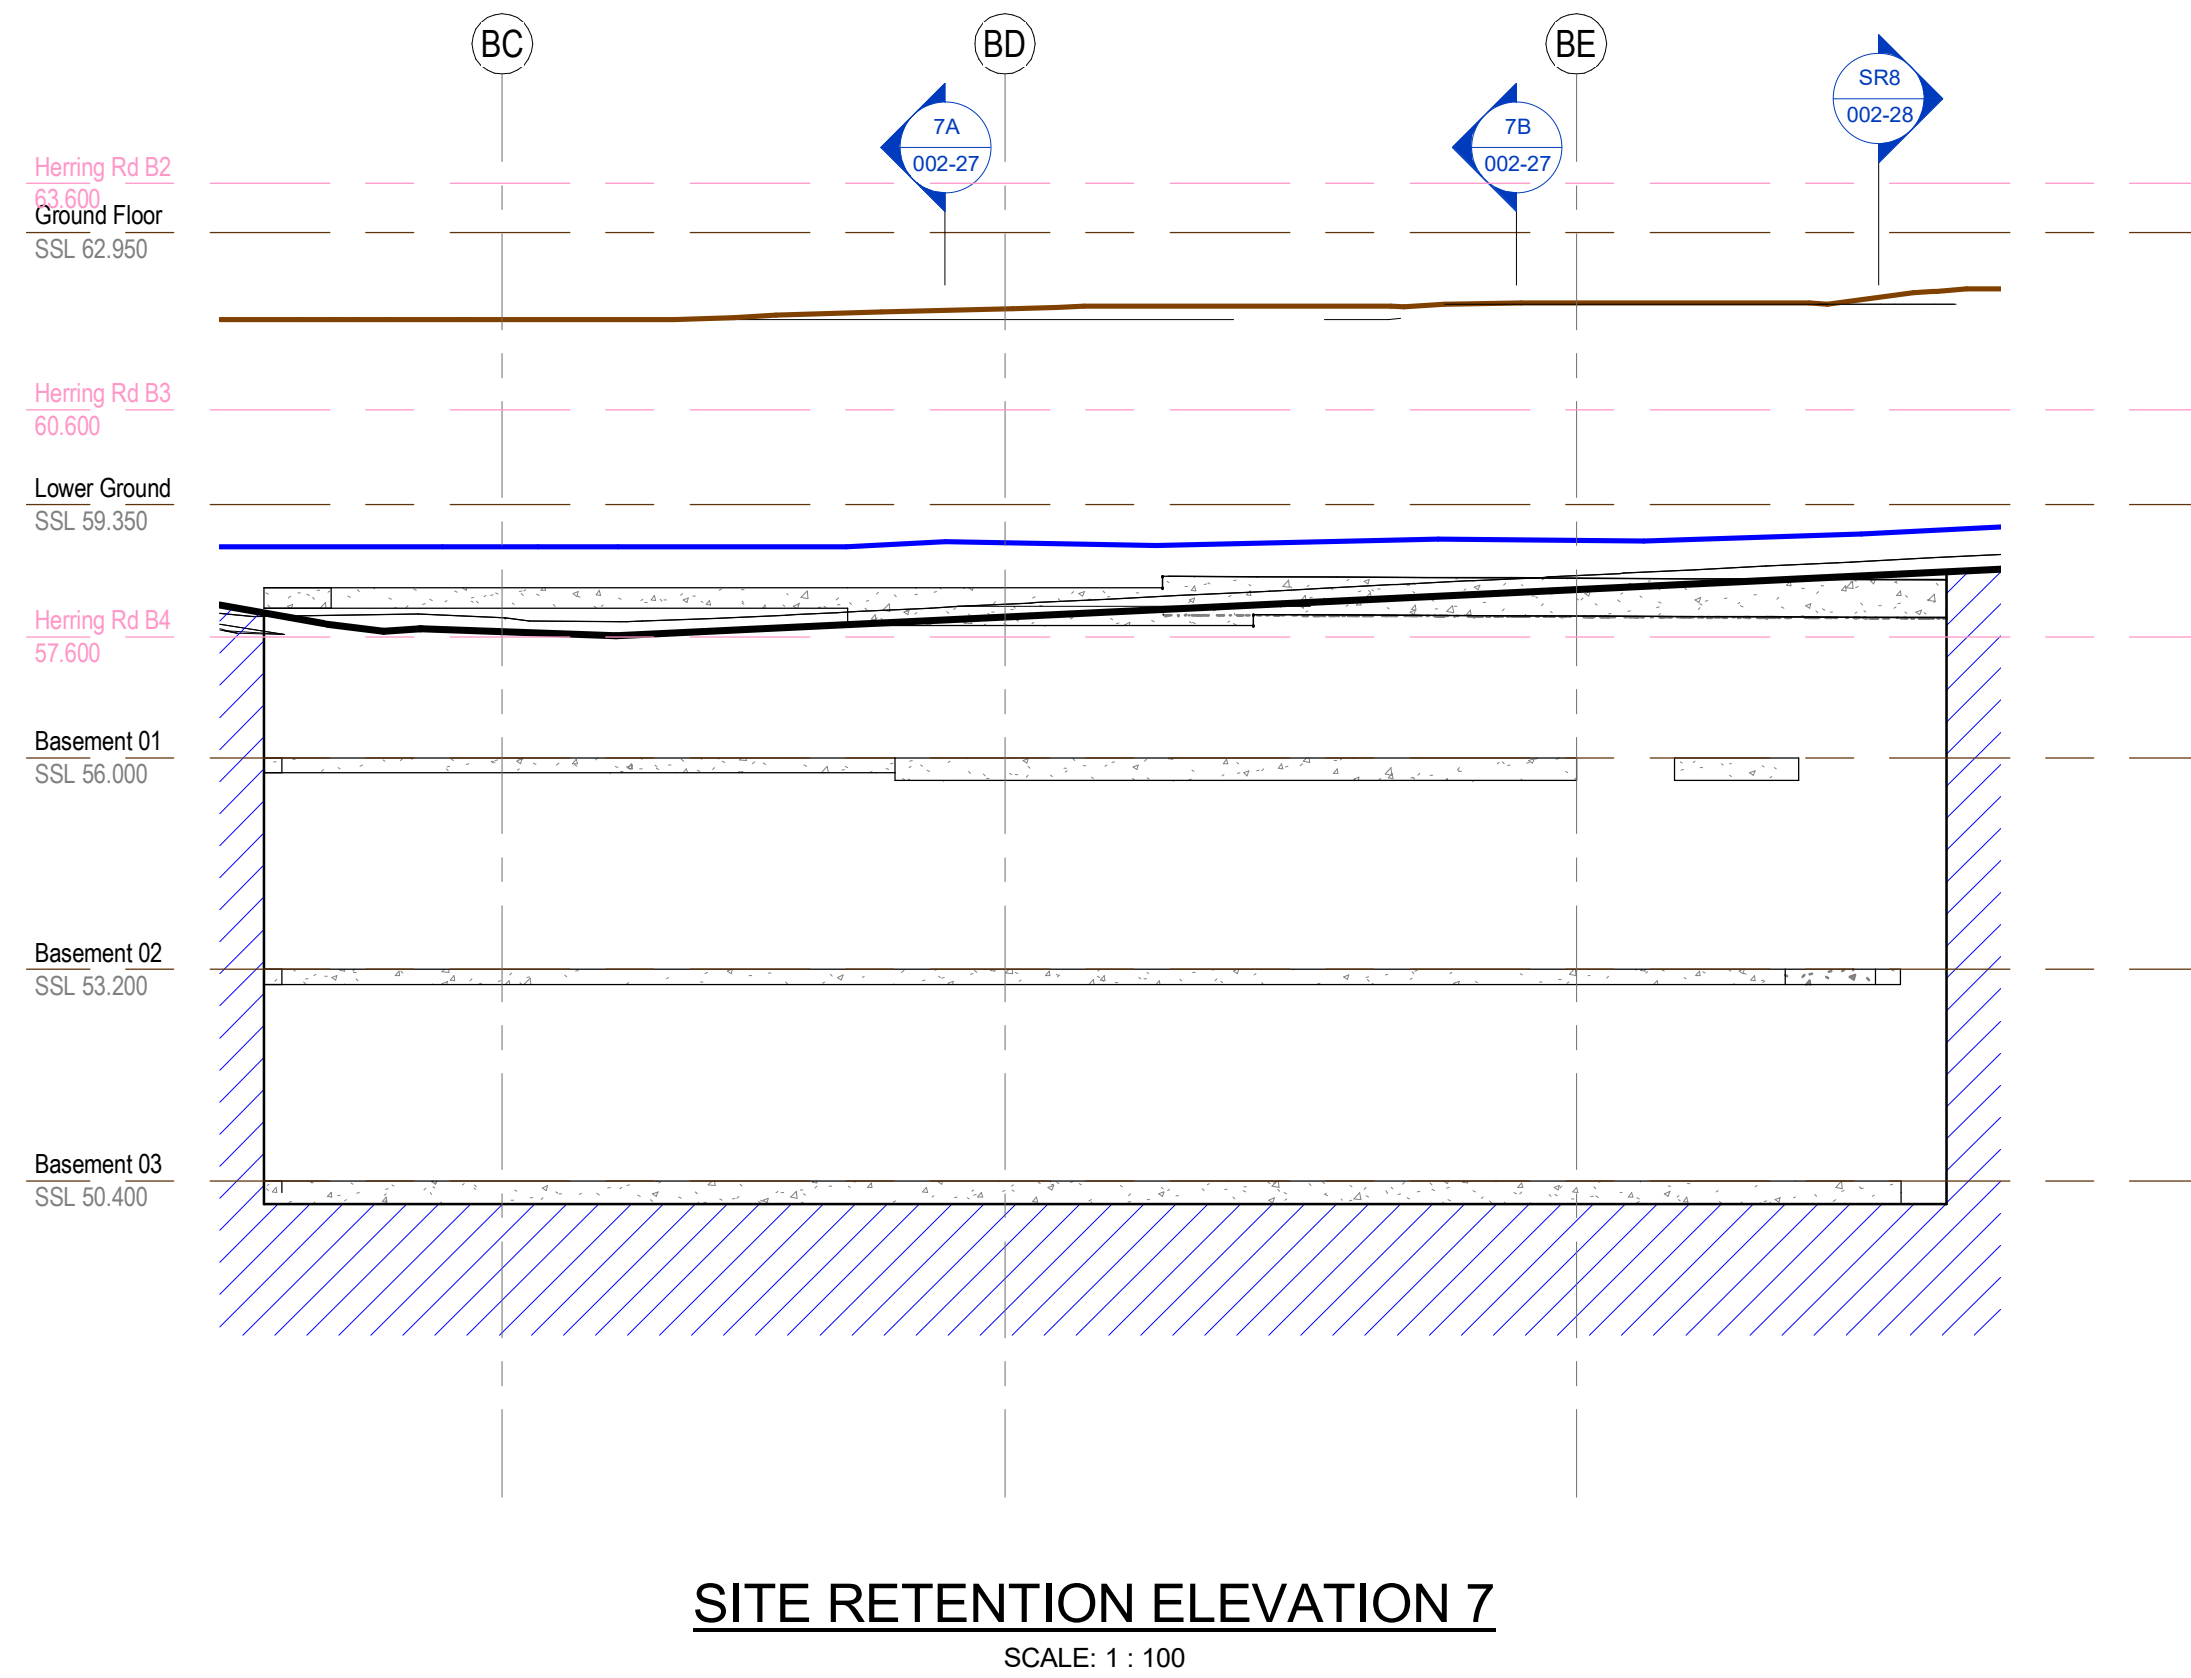 BC
BD
BE
SR8
002-28
7A
002-27
7B
002-27
Herring Rd B2
63.600
Ground Floor
SSL 62.950
Herring Rd B3
60.600
Lower Ground
SSL 59.350
Herring Rd B4
57.600
Basement 01
SSL 56.000
Basement 02
SSL 53.200
Basement 03
SSL 50.400
SITE RETENTION ELEVATION 7
SCALE: 1 : 100